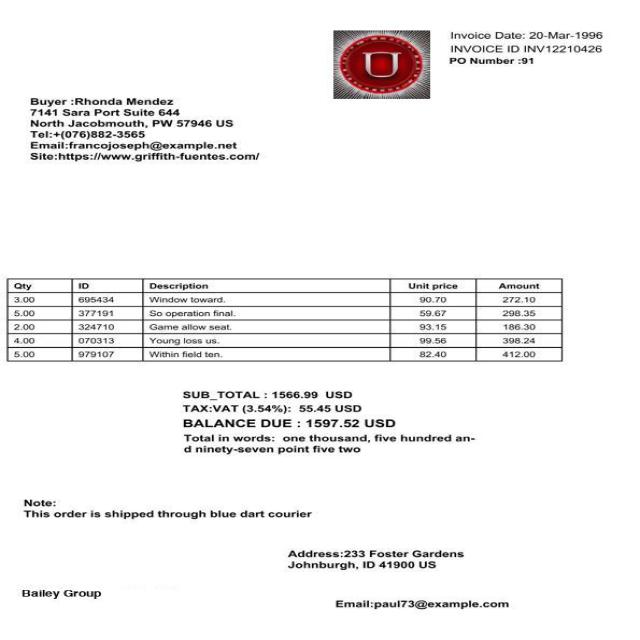 Invoice Date: 20-Mar-1996
INVOICE ID INV12210426
PO Number :91
U
Buyer :Rhonda Mendez
7141 Sara Port Suite 644
North Jacobmouth, PW 57946 US
Tel:+(076)882-3565
Email:francojoseph@example.net
Site:https://www.griffith-fuentes.com/
Qty ID Description Unit price Amount
3.00 695434 Window toward. 90.70 272.10
5.00 377191 So operation final. 59.67 298.35
2.00 324710 Game allow seat. 93.15 186.30
4.00 070313 Young loss us. 99.56 398.24
5.00 979107 Within field ten. 82.40 412.00
SUB_TOTAL : 1566.99 USD
TAX:VAT (3.54%): 55.45 USD
BALANCE DUE : 1597.52 USD
Total in words: one thousand, five hundred an-
d ninety-seven point five two
Note:
This order is shipped through blue dart courier
Address:233 Foster Gardens
Johnburgh, ID 41900 US
Bailey Group
Email:paul73@example.com